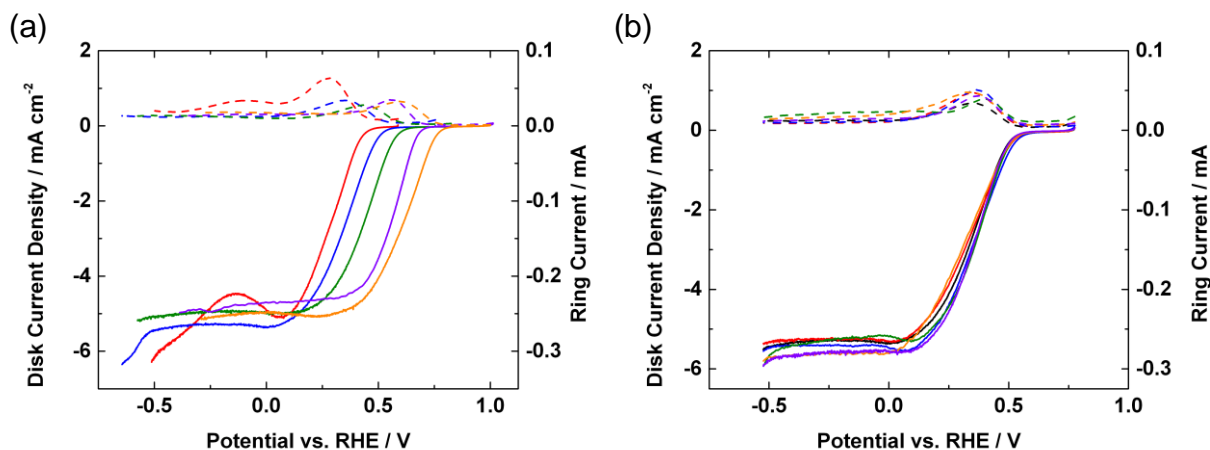 (a)
2
0
-2
-4
-6
Disk Current Density / mA cm-2
0.1
0.0
-0.1
-0.2
-0.3
Ring Current / mA
-0.5 0.0 0.5 1.0
Potential vs. RHE / V
(b)
2
0
-2
-4
-6
Disk Current Density / mA cm-2
0.1
0.0
-0.1
-0.2
-0.3
Ring Current / mA
-0.5 0.0 0.5 1.0
Potential vs. RHE / V